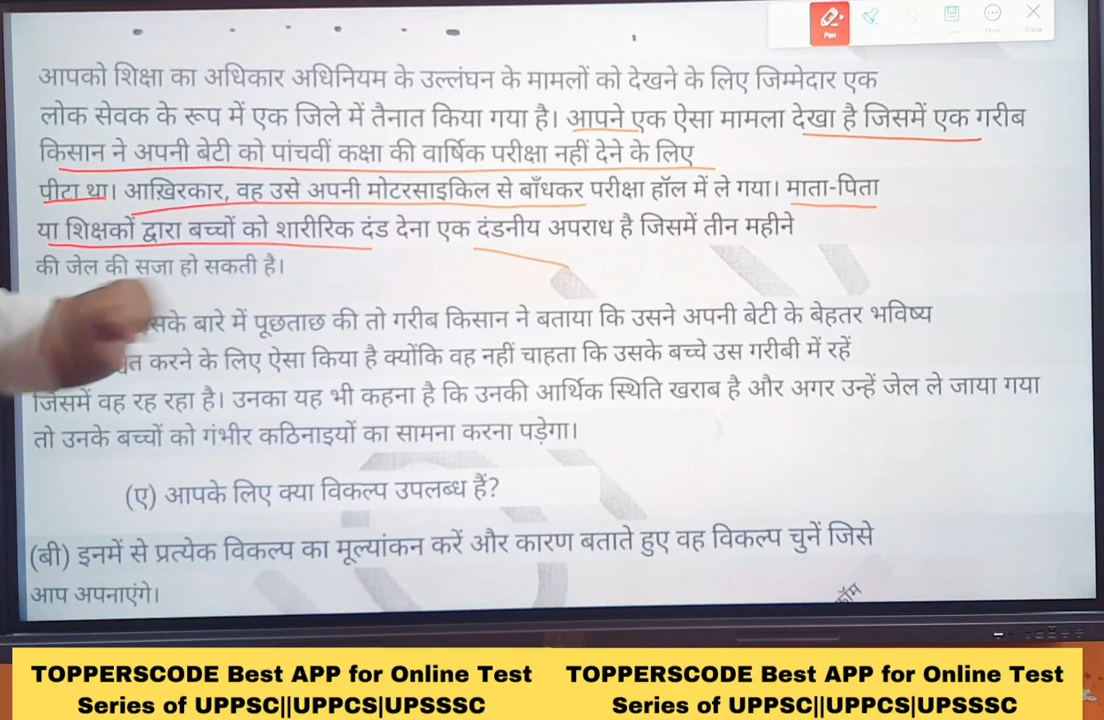 Pen
More
Close
आपको शिक्षा का अधिकार अधिनियम के उल्लंघन के मामलों को देखने के लिए जिम्मेदार एक
लोक सेवक के रूप में एक जिले में तैनात किया गया है। आपने एक ऐसा मामला देखा है जिसमें एक गरीब
किसान ने अपनी बेटी को पांचवीं कक्षा की वार्षिक परीक्षा नहीं देने के लिए
पीटा था। आख़िरकार, वह उसे अपनी मोटरसाइकिल से बाँधकर परीक्षा हॉल में ले गया। माता-पिता
या शिक्षकों द्वारा बच्चों को शारीरिक दंड देना एक दंडनीय अपराध है जिसमें तीन महीने
की जेल की सजा हो सकती है।
के बारे में पूछताछ की तो गरीब किसान ने बताया कि उसने अपनी बेटी के बेहतर भविष्य
करने के लिए ऐसा किया है क्योंकि वह नहीं चाहता कि उसके बच्चे उस गरीबी में रहें
जिसमें वह रह रहा है। उनका यह भी कहना है कि उनकी आर्थिक स्थिति खराब है और अगर उन्हें जेल ले जाया गया
तो उनके बच्चों को गंभीर कठिनाइयों का सामना करना पड़ेगा।
(ए) आपके लिए क्या विकल्प उपलब्ध हैं?
(बी) इनमें से प्रत्येक विकल्प का मूल्यांकन करें और कारण बताते हुए वह विकल्प चुनें जिसे
आप अपनाएंगे।
TOPPERSCODE Best APP for Online Test
Series of UPPSC||UPPCS|UPSSSC
TOPPERSCODE Best APP for Online Test
Series of UPPSC||UPPCS|UPSSSC